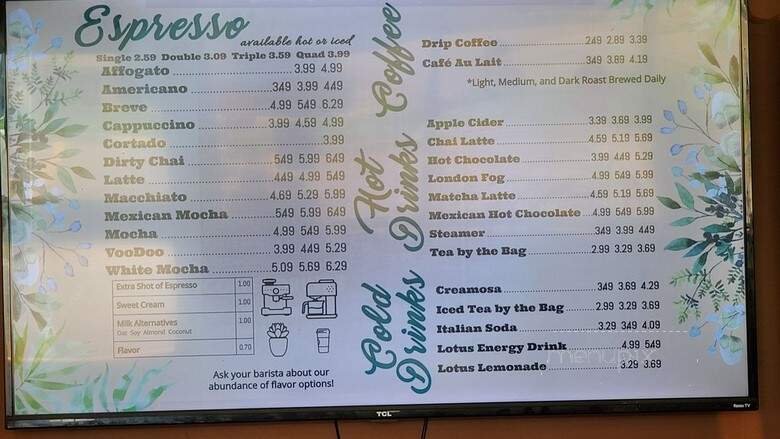 Espresso
available hot or iced
Single 2.59 Double 3.09 Triple 3.59 Quad 3.99
Affogato 3.99 4.99
Americano 3.49 3.99 4.49
Breve 4.99 5.49 6.29
Cappuccino 3.99 4.59 4.99
Cortado 3.99
Dirty Chai 5.49 5.99 6.49
Latte 4.49 4.99 5.49
Macchiato 4.69 5.29 5.99
Mexican Mocha 5.49 5.99 6.49
Mocha 4.99 5.49 5.99
VooDoo 3.99 4.49 5.29
White Mocha 5.09 5.69 6.29
Extra Shot of Espresso 1.00
Sweet Cream 1.00
Milk Alternatives 1.00
Oat Soy Almond Coconut
Flavor 0.70
Ask your barista about our
abundance of flavor options!
Coffee
Drip Coffee 2.49 2.89 3.39
Café Au Lait 3.49 3.89 4.19
*Light, Medium, and Dark Roast Brewed Daily
Hot
Drinks
Apple Cider 3.39 3.69 3.99
Chai Latte 4.59 5.19 5.69
Hot Chocolate 3.99 4.49 5.29
London Fog 4.99 5.49 5.99
Matcha Latte 4.59 5.19 5.69
Mexican Hot Chocolate 4.99 5.49 5.99
Steamer 3.49 3.99 4.49
Tea by the Bag 2.99 3.29 3.69
Cold
Drinks
Creamosa 3.49 3.69 4.29
Iced Tea by the Bag 2.99 3.29 3.69
Italian Soda 3.29 3.49 4.09
Lotus Energy Drink 4.99 5.49
Lotus Lemonade 3.29 3.69
menupix
TCL
Roku TV